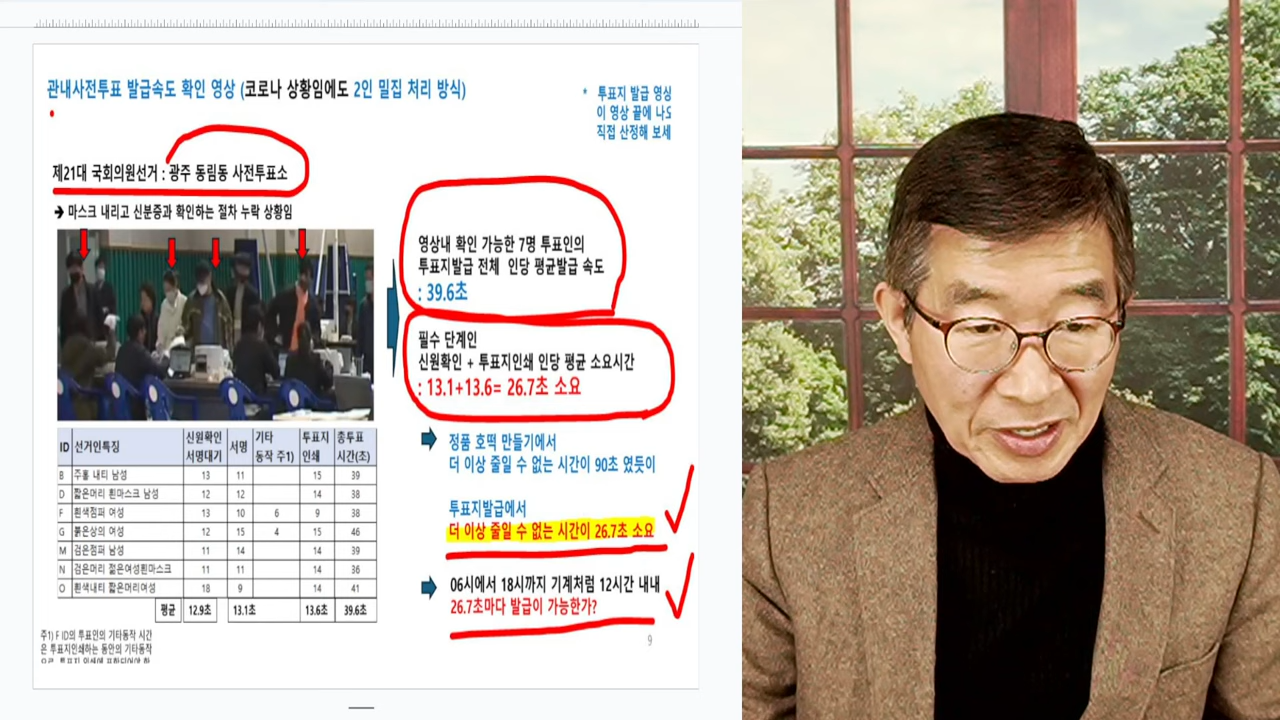 관내사전투표 발급속도 확인 영상 (코로나 상황임에도 2인 밀집 처리 방식)
* 투표지 발급 영상
이 영상 끝에 나오
직접 산정해 보세
제21대 국회의원선거 : 광주 동림동 사전투표소
➔ 마스크 내리고 신분증과 확인하는 절차 누락 상황임
영상내 확인 가능한 7명 투표인의
투표지발급 전체 인당 평균발급 속도
: 39.6초
필수 단계인
신원확인 + 투표지인쇄 인당 평균 소요시간
: 13.1+13.6= 26.7초 소요
정품 호떡 만들기에서
더 이상 줄일 수 없는 시간이 90초 였듯이
투표지발급에서
더 이상 줄일 수 없는 시간이 26.7초 소요
06시에서 18시까지 기계처럼 12시간 내내
26.7초마다 발급이 가능한가?
ID 선거인특징 신원확인 서명대기 서명 기타 동작 주1) 투표지 인쇄 총투표 시간(초)
B 주홍 내티 남성 13 11 15 39
D 짧은머리 흰마스크 남성 12 12 14 38
F 흰색점퍼 여성 13 10 6 9 38
G 붉은상의 여성 12 15 4 15 46
M 검은점퍼 남성 11 14 14 39
N 검은머리 젊은여성흰마스크 11 11 14 36
O 흰색내티 짧은머리여성 18 9 14 41
평균 12.9초 13.1초 13.6초 39.6초
주1) F ID의 투표인의 기타동작 시간
은 투표지인쇄하는 동안의 기타동작
9